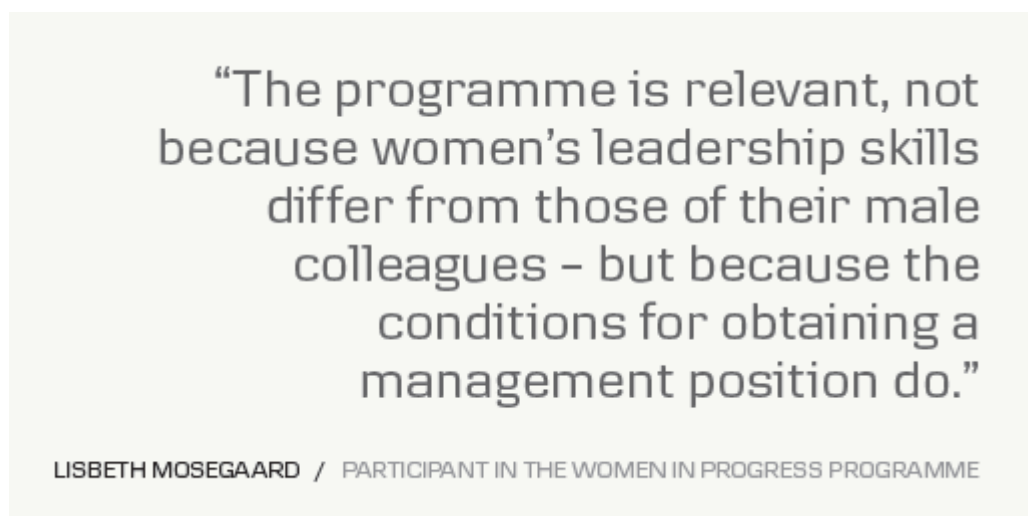 “The programme is relevant, not
because women’s leadership skills
differ from those of their male
colleagues – but because the
conditions for obtaining a
management position do.”
LISBETH MOSEGAARD / PARTICIPANT IN THE WOMEN IN PROGRESS PROGRAMME